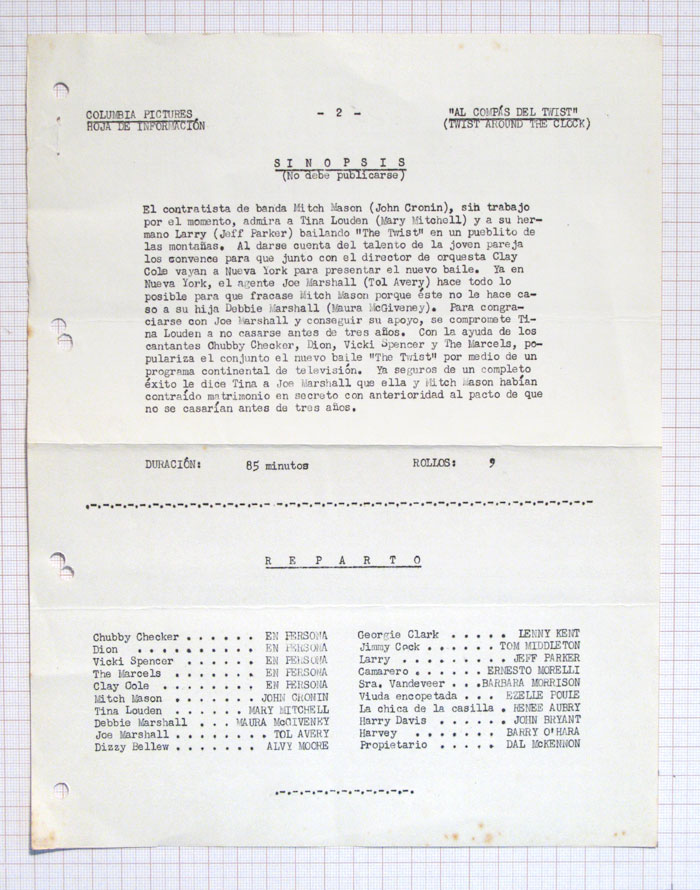 COLUMBIA PICTURES
HOJA DE INFORMACIÓN
- 2 -
"AL COMPÁS DEL TWIST"
(TWIST AROUND THE CLOCK)
S I N O P S I S
(No debe publicarse)
El contratista de banda Mitch Mason (John Cronin), sin trabajo
por el momento, admira a Tina Louden (Mary Mitchell) y a su her-
mano Larry (Jeff Parker) bailando "The Twist" en un pueblito de
las montañas. Al darse cuenta del talento de la joven pareja
los convence para que junto con el director de orquesta Clay
Cole vayan a Nueva York para presentar el nuevo baile. Ya en
Nueva York, el agente Joe Marshall (Tol Avery) hace todo lo
posible para que fracase Mitch Mason porque éste no le hace ca-
so a su hija Debbie Marshall (Maura McGiveney). Para congra-
ciarse con Joe Marshall y conseguir su apoyo, se compromete Ti-
na Louden a no casarse antes de tres años. Con la ayuda de los
cantantes Chubby Checker, Dion, Vicki Spencer y The Marcels, po-
pulariza el conjunto el nuevo baile "The Twist" por medio de un
programa continental de televisión. Ya seguros de un completo
éxito le dice Tina a Joe Marshall que ella y Mitch Mason habían
contraído matrimonio en secreto con anterioridad al pacto de que
no se casarían antes de tres años.
DURACIÓN: 85 minutos ROLLOS: 9
R E P A R T O
Chubby Checker . . . . . . EN PERSONA
Dion . . . . . . . . . . EN PERSONA
Vicki Spencer . . . . . . EN PERSONA
The Marcels . . . . . . . EN PERSONA
Clay Cole . . . . . . . . EN PERSONA
Mitch Mason . . . . . . . JOHN CRONIN
Tina Louden . . . . . . MARY MITCHELL
Debbie Marshall . . . MAURA McGIVENEY
Joe Marshall . . . . . . . . TOL AVERY
Dizzy Bellew . . . . . . . ALVY MOORE
Georgie Clark . . . . . LENNY KENT
Jimmy Cook . . . . . TOM MIDDLETON
Larry . . . . . . . . JEFF PARKER
Camarero . . . . . ERNESTO MORELLI
Sra. Vandeveer . . . BARBARA MORRISON
Viuda encopetada . . EZELLE POULE
La chica de la casilla . RENEE AUBRY
Harry Davis . . . . . JOHN BRYANT
Harvey . . . . . . . BARRY O'HARA
Propietario . . . . . DAL McKENNON